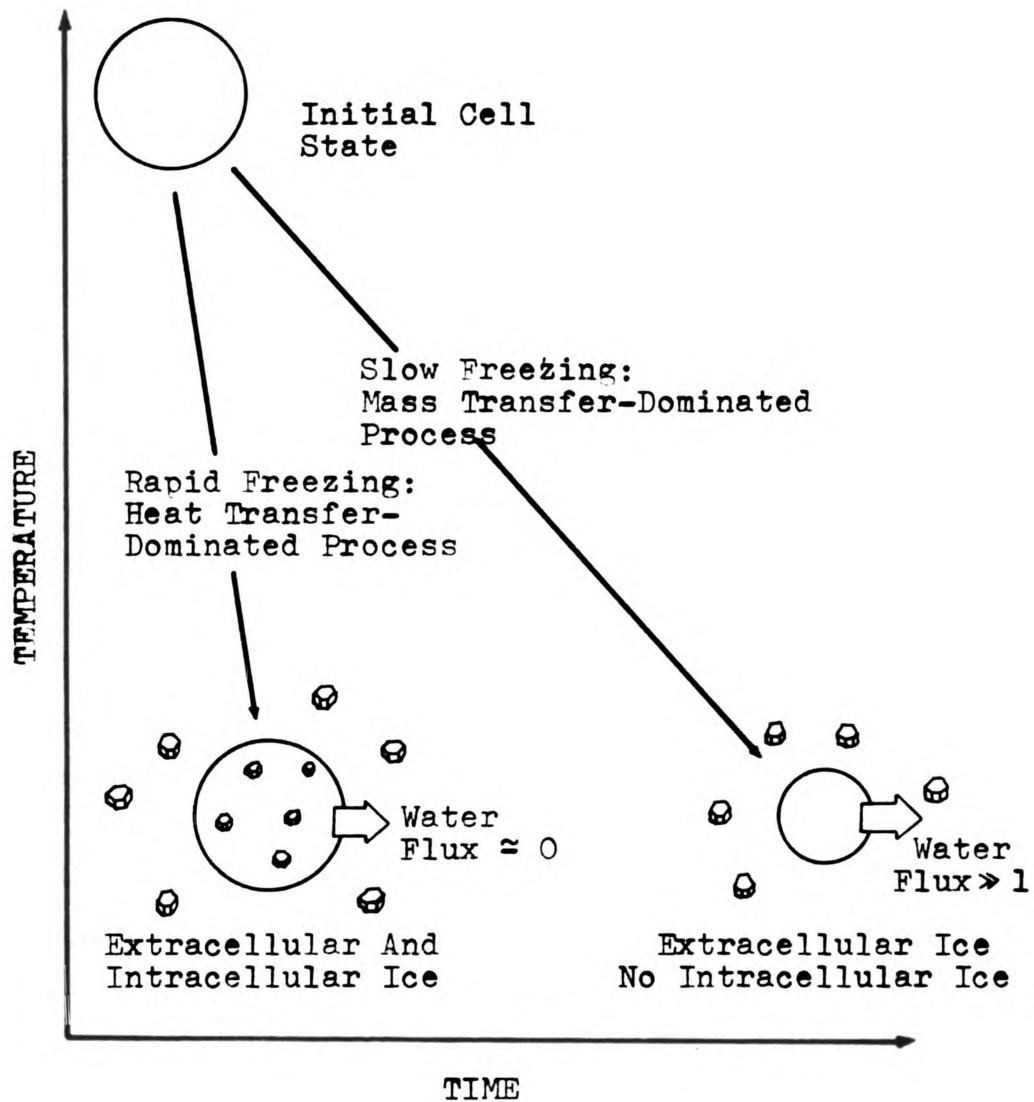 Initial Cell
State
Slow Freezing:
Mass Transfer-Dominated
Process
Rapid Freezing:
Heat Transfer-
Dominated Process
TEMPERATURE
Water
Flux ≃ 0
Water
Flux ≫ 1
Extracellular And
Intracellular Ice
Extracellular Ice
No Intracellular Ice
TIME